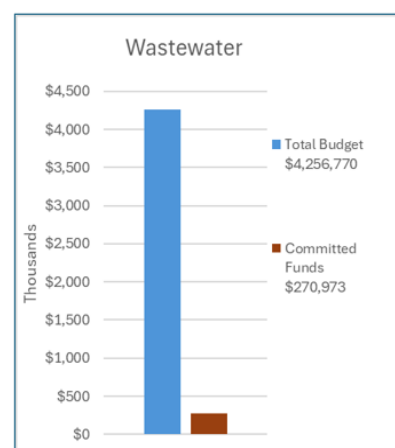 Wastewater
$4,500
$4,000
$3,500
$3,000
$2,500
$2,000
$1,500
$1,000
$500
$0
Thousands
Total Budget
$4,256,770
Committed
Funds
$270,973